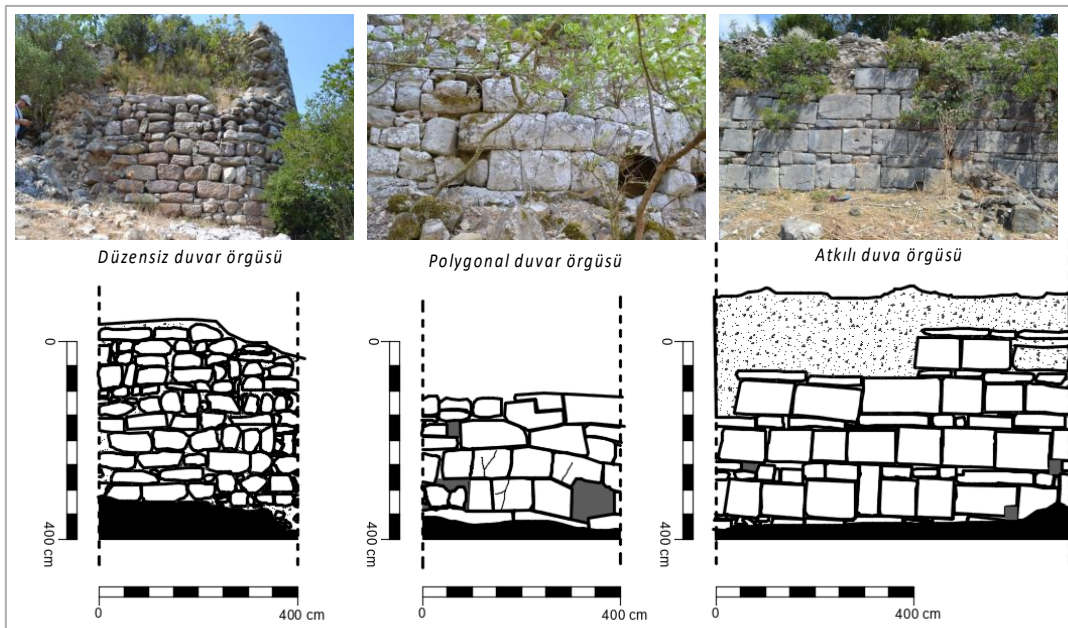 Düzensiz duvar örgüsü
Polygonal duvar örgüsü
Atkılı duva örgüsü
0
400 cm
0
400 cm
0
400 cm
0
400 cm
0
400 cm
0
400 cm